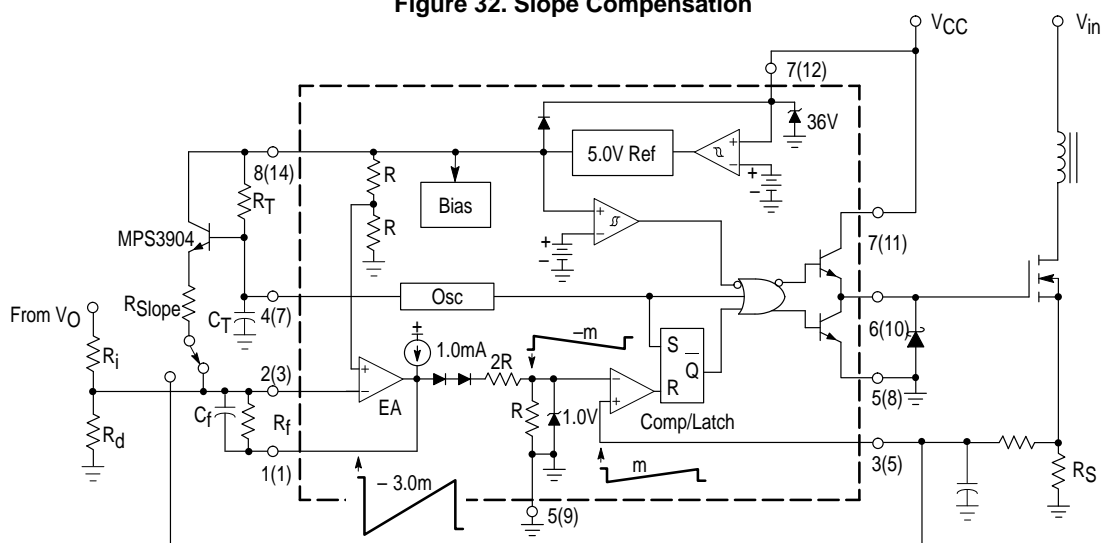 Figure 32. Slope Compensation
VCC
Vin
7(12)
36V
5.0V Ref
+
–
+
–
8(14)
RT
R
Bias
R
+
–
+
–
7(11)
MPS3904
RSlope
CT
4(7)
Osc
From VO
Ri
+
1.0mA
–m
S
Q
R
6(10)
2(3)
+
–
EA
2R
–
+
Comp/Latch
5(8)
Cf
Rf
R
1.0V
Rd
1(1)
– 3.0m
m
3(5)
RS
5(9)